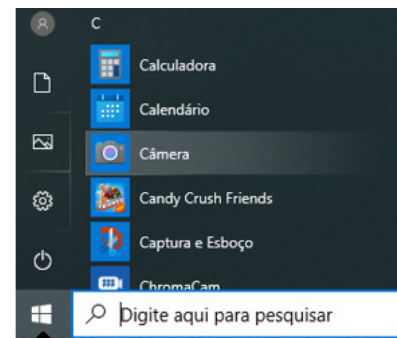 C
Calculadora
Calendário
Câmera
Candy Crush Friends
Captura e Esboço
ChromaCam
Digite aqui para pesquisar